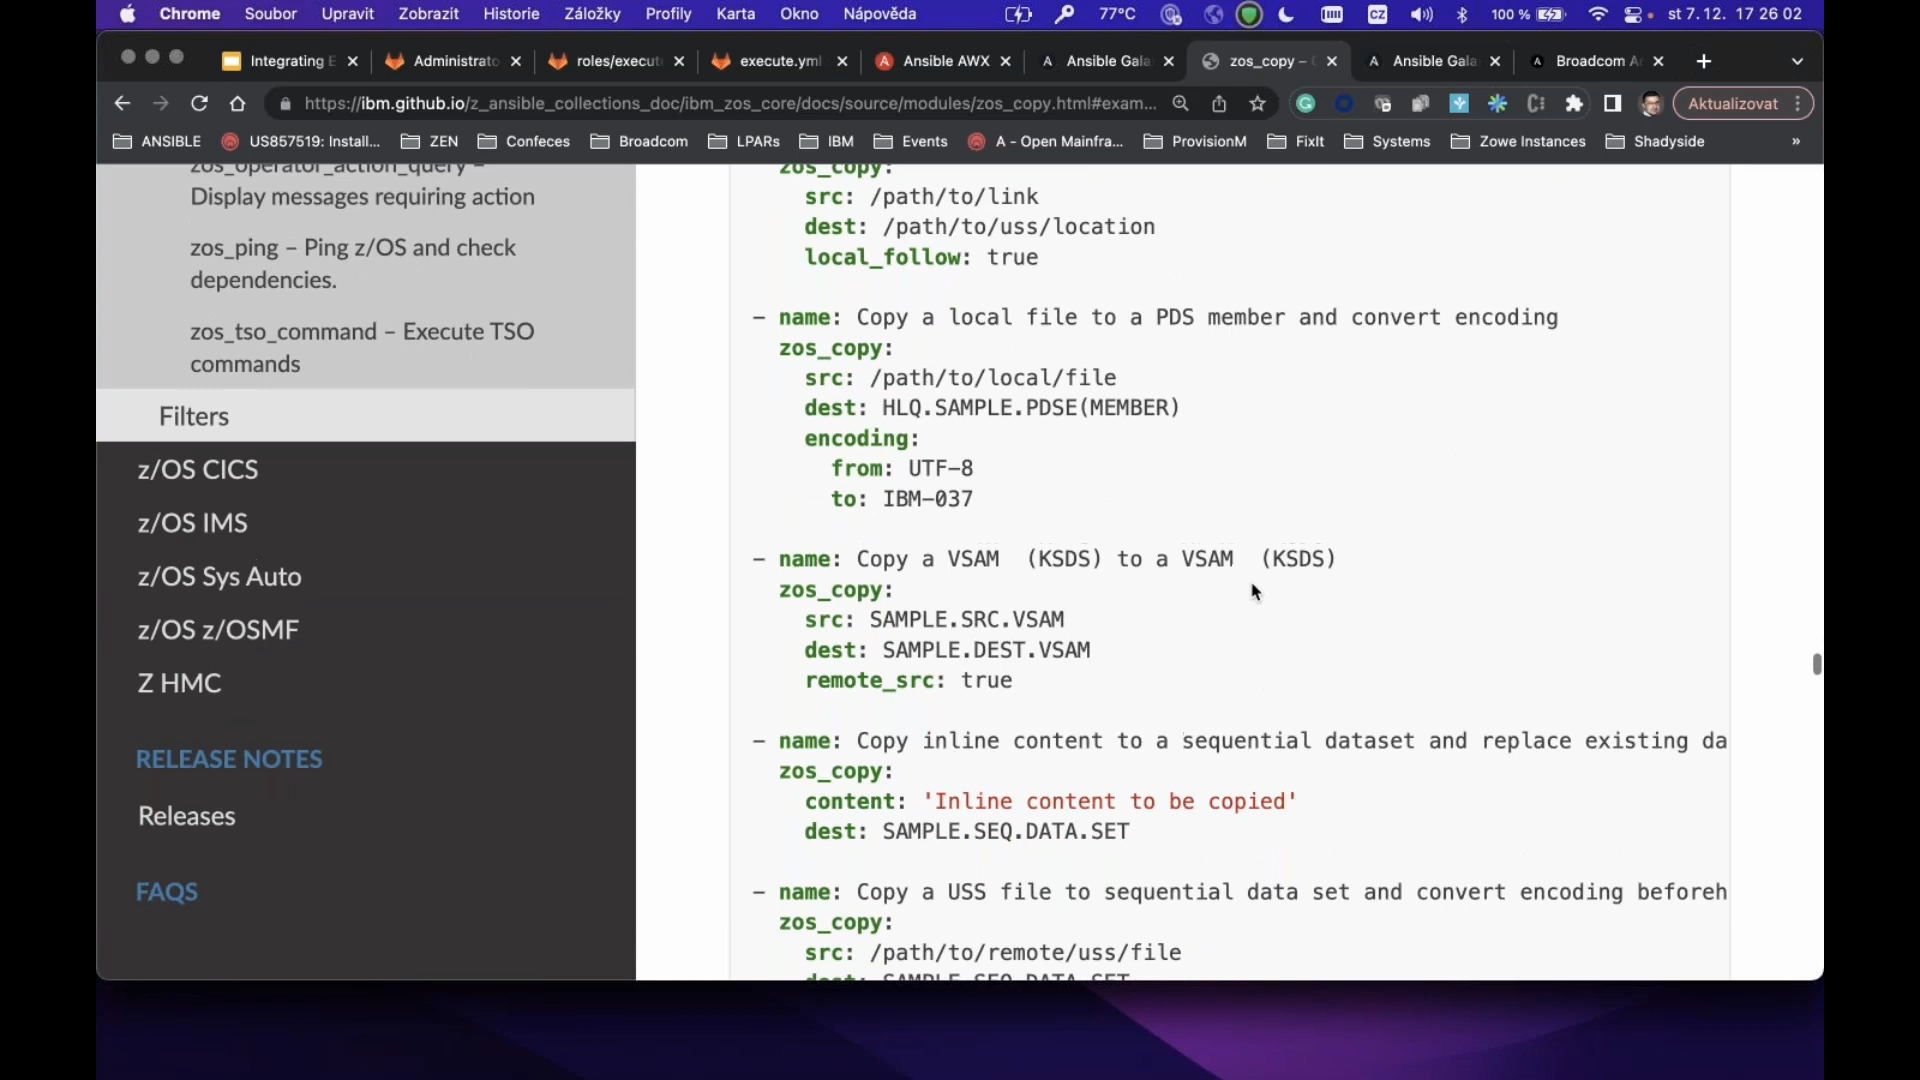 Chrome Soubor Upravit Zobrazit Historie Záložky Profily Karta Okno Nápověda 77°C CZ 100 % st 7. 12. 17 26 02
Integrating E Administrato roles/execut execute.yml Ansible AWX Ansible Gala zos_copy – Ansible Gala Broadcom A
https://ibm.github.io/z_ansible_collections_doc/ibm_zos_core/docs/source/modules/zos_copy.html#exam... Aktualizovat
ANSIBLE US857519: Install... ZEN Confeces Broadcom LPARs IBM Events A - Open Mainfra... ProvisionM FixIt Systems Zowe Instances Shadyside »
zos_operator_action_query –
Display messages requiring action
zos_ping – Ping z/OS and check
dependencies.
zos_tso_command – Execute TSO
commands
Filters
z/OS CICS
z/OS IMS
z/OS Sys Auto
z/OS z/OSMF
Z HMC
RELEASE NOTES
Releases
FAQS
zos_copy:
src: /path/to/link
dest: /path/to/uss/location
local_follow: true
- name: Copy a local file to a PDS member and convert encoding
zos_copy:
src: /path/to/local/file
dest: HLQ.SAMPLE.PDSE(MEMBER)
encoding:
from: UTF-8
to: IBM-037
- name: Copy a VSAM (KSDS) to a VSAM (KSDS)
zos_copy:
src: SAMPLE.SRC.VSAM
dest: SAMPLE.DEST.VSAM
remote_src: true
- name: Copy inline content to a sequential dataset and replace existing da
zos_copy:
content: 'Inline content to be copied'
dest: SAMPLE.SEQ.DATA.SET
- name: Copy a USS file to sequential data set and convert encoding beforeh
zos_copy:
src: /path/to/remote/uss/file
dest: SAMPLE.SEQ.DATA.SET